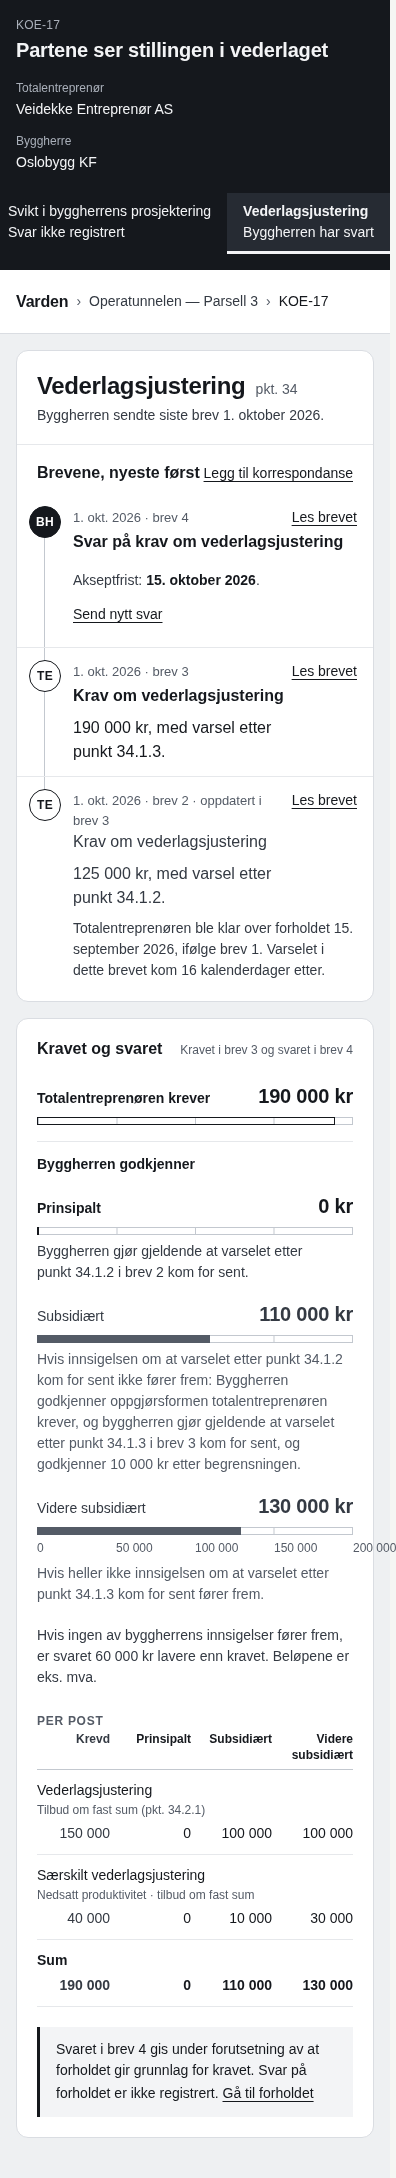 KOE-17
Partene ser stillingen i vederlaget
Totalentreprenør
Veidekke Entreprenør AS
Byggherre
Oslobygg KF
Svikt i byggherrens prosjektering
Svar ikke registrert
Vederlagsjustering
Byggherren har svart
Varden › Operatunnelen — Parsell 3 › KOE-17
Vederlagsjustering pkt. 34
Byggherren sendte siste brev 1. oktober 2026.
Brevene, nyeste først Legg til korrespondanse
BH 1. okt. 2026 · brev 4 Les brevet
Svar på krav om vederlagsjustering
Akseptfrist: 15. oktober 2026.
Send nytt svar
TE 1. okt. 2026 · brev 3 Les brevet
Krav om vederlagsjustering
190 000 kr, med varsel etter
punkt 34.1.3.
TE 1. okt. 2026 · brev 2 · oppdatert i Les brevet
brev 3
Krav om vederlagsjustering
125 000 kr, med varsel etter
punkt 34.1.2.
Totalentreprenøren ble klar over forholdet 15.
september 2026, ifølge brev 1. Varselet i
dette brevet kom 16 kalenderdager etter.
Kravet og svaret Kravet i brev 3 og svaret i brev 4
Totalentreprenøren krever 190 000 kr
Byggherren godkjenner
Prinsipalt 0 kr
Byggherren gjør gjeldende at varselet etter
punkt 34.1.2 i brev 2 kom for sent.
Subsidiært 110 000 kr
Hvis innsigelsen om at varselet etter punkt 34.1.2
kom for sent ikke fører frem: Byggherren
godkjenner oppgjørsformen totalentreprenøren
krever, og byggherren gjør gjeldende at varselet
etter punkt 34.1.3 i brev 3 kom for sent, og
godkjenner 10 000 kr etter begrensningen.
Videre subsidiært 130 000 kr
0 50 000 100 000 150 000 200 000
Hvis heller ikke innsigelsen om at varselet etter
punkt 34.1.3 kom for sent fører frem.
Hvis ingen av byggherrens innsigelser fører frem,
er svaret 60 000 kr lavere enn kravet. Beløpene er
eks. mva.
PER POST
Krevd Prinsipalt Subsidiært Videre
subsidiært
Vederlagsjustering
Tilbud om fast sum (pkt. 34.2.1)
150 000 0 100 000 100 000
Særskilt vederlagsjustering
Nedsatt produktivitet · tilbud om fast sum
40 000 0 10 000 30 000
Sum
190 000 0 110 000 130 000
Svaret i brev 4 gis under forutsetning av at
forholdet gir grunnlag for kravet. Svar på
forholdet er ikke registrert. Gå til forholdet